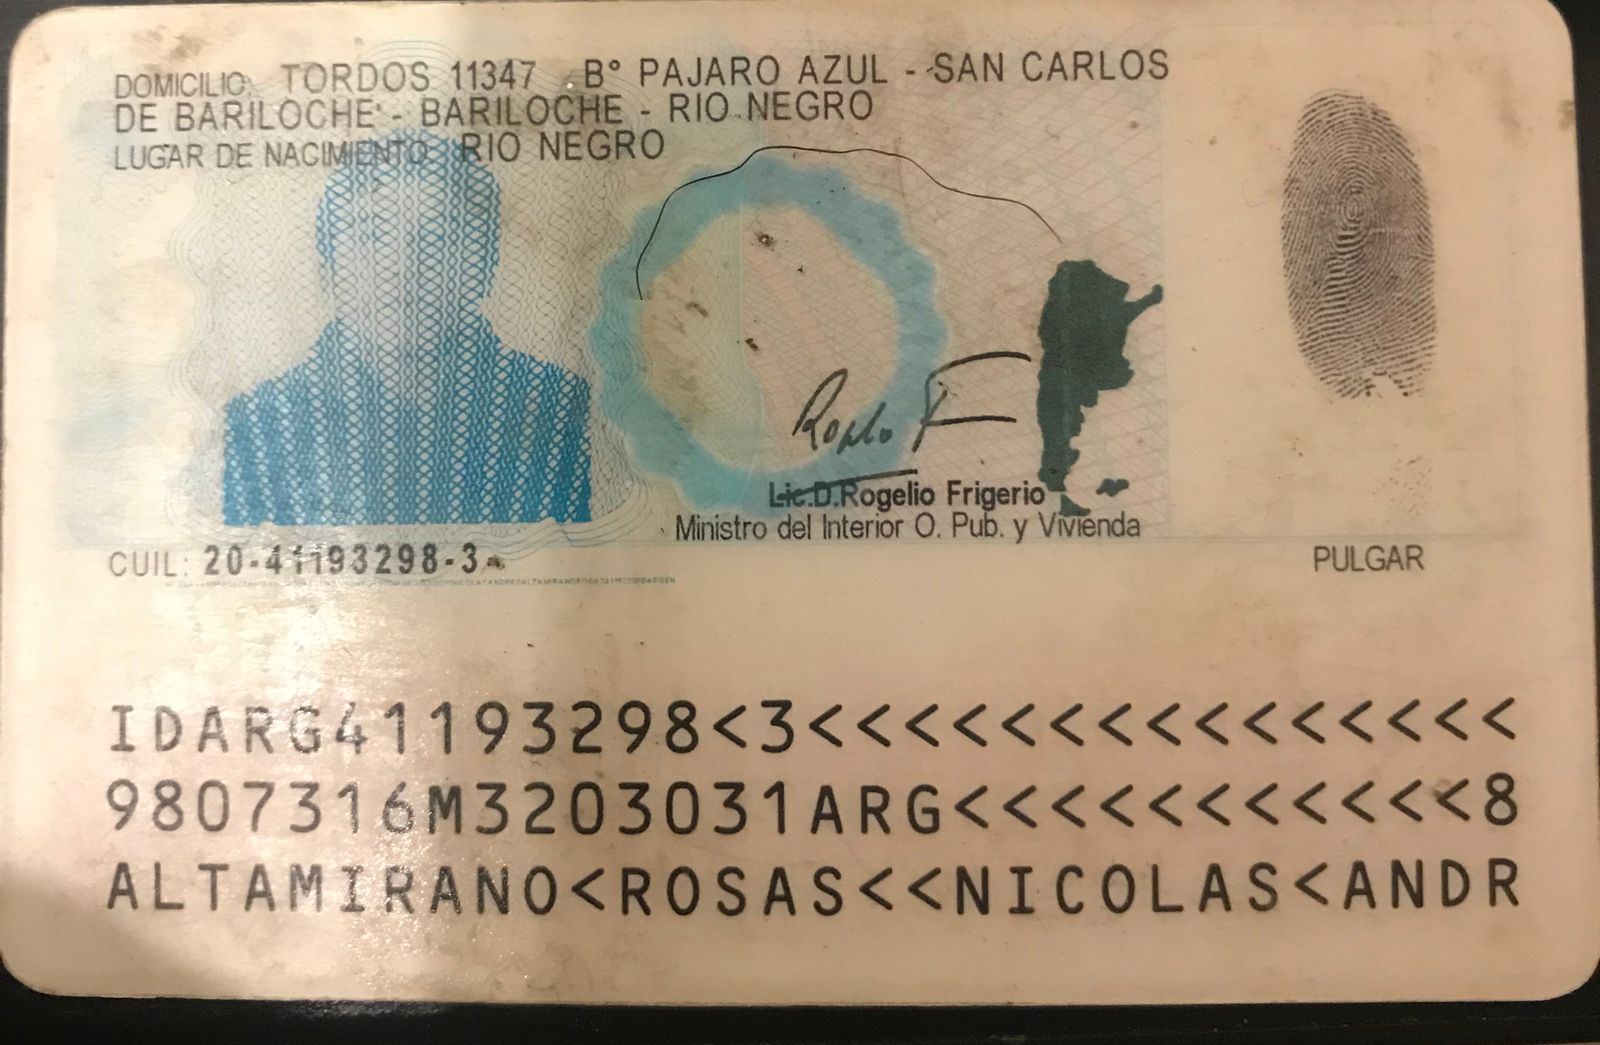 DOMICILIO: TORDOS 11347 B° PAJARO AZUL - SAN CARLOS
DE BARILOCHE - BARILOCHE - RIO NEGRO
LUGAR DE NACIMIENTO: RIO NEGRO
Lic.D.Rogelio Frigerio
Ministro del Interior O. Pub. y Vivienda
CUIL: 20-41193298-3
PULGAR
IDARG41193298<3<<<<<<<<<<<<<<<
9807316M3203031ARG<<<<<<<<<<<8
ALTAMIRANO<ROSAS<<NICOLAS<ANDR